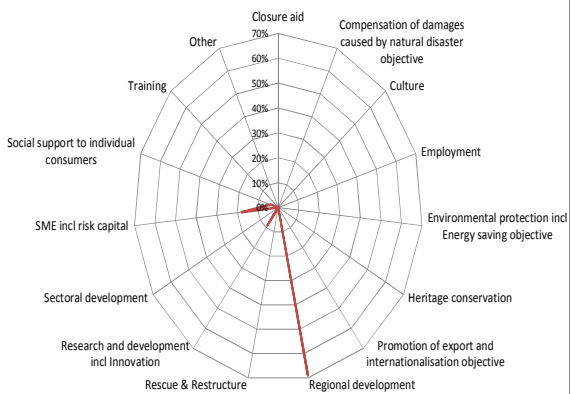 Closure aid
Compensation of damages
caused by natural disaster
objective
Culture
Employment
Environmental protection incl
Energy saving objective
Heritage conservation
Promotion of export and
internationalisation objective
Regional development
Rescue & Restructure
Research and development
incl Innovation
Sectoral development
SME incl risk capital
Social support to individual
consumers
Training
Other
70%
60%
50%
40%
30%
20%
10%
0%